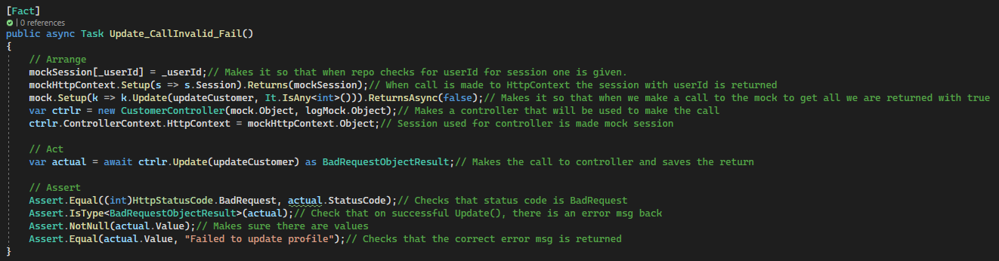 [Fact]
| 0 references
public async Task Update_CallInvalid_Fail()
{
// Arrange
mockSession[_userId] = _userId;// Makes it so that when repo checks for userId for session one is given.
mockHttpContext.Setup(s => s.Session).Returns(mockSession);// When call is made to HttpContext the session with userId is returned
mock.Setup(k => k.Update(updateCustomer, It.IsAny<int>())).ReturnsAsync(false);// Makes it so that when we make a call to the mock to get all we are returned with true
var ctrlr = new CustomerController(mock.Object, logMock.Object);// Makes a controller that will be used to make the call
ctrlr.ControllerContext.HttpContext = mockHttpContext.Object;// Session used for controller is made mock session
// Act
var actual = await ctrlr.Update(updateCustomer) as BadRequestObjectResult;// Makes the call to controller and saves the return
// Assert
Assert.Equal((int)HttpStatusCode.BadRequest, actual.StatusCode);// Checks that status code is BadRequest
Assert.IsType<BadRequestObjectResult>(actual);// Check that on successful Update(), there is an error msg back
Assert.NotNull(actual.Value);// Makes sure there are values
Assert.Equal(actual.Value, "Failed to update profile");// Checks that the correct error msg is returned
}